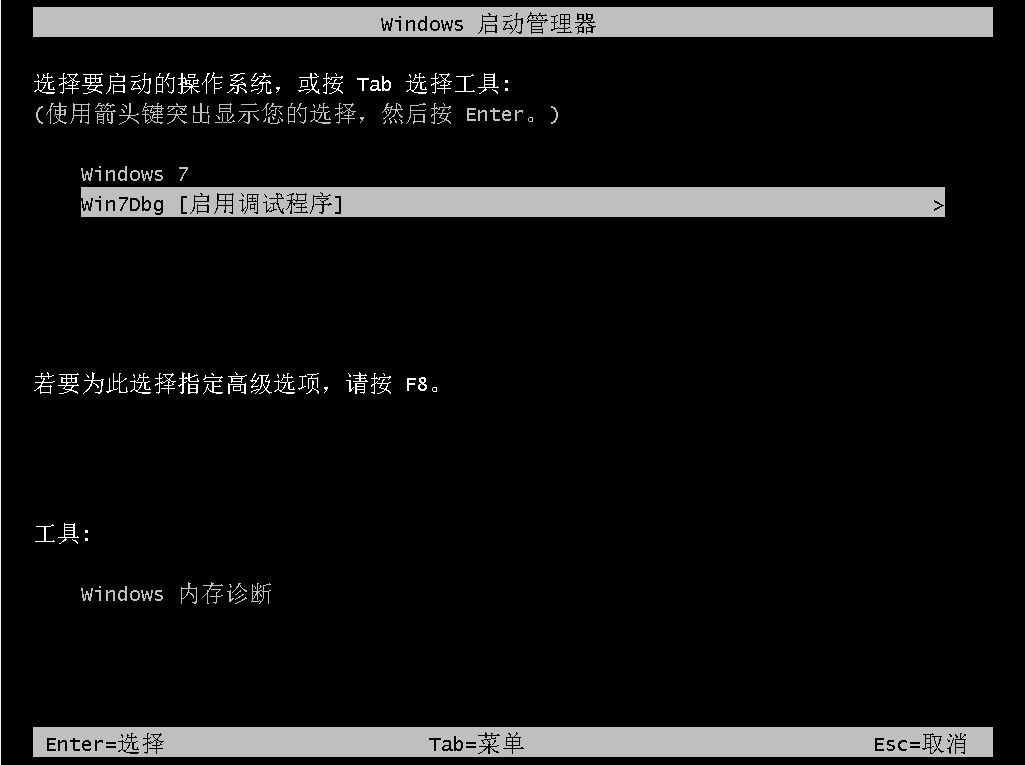 Windows 启动管理器
选择要启动的操作系统，或按 Tab 选择工具:
(使用箭头键突出显示您的选择，然后按 Enter。)
Windows 7
Win7Dbg [启用调试程序] >
若要为此选择指定高级选项，请按 F8。
工具:
Windows 内存诊断
Enter=选择 Tab=菜单 Esc=取消